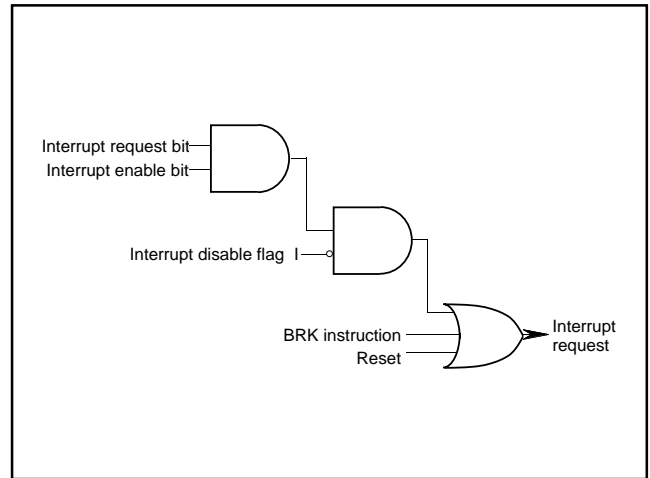 Interrupt request bit
Interrupt enable bit
Interrupt disable flag I
BRK instruction
Reset
Interrupt
request